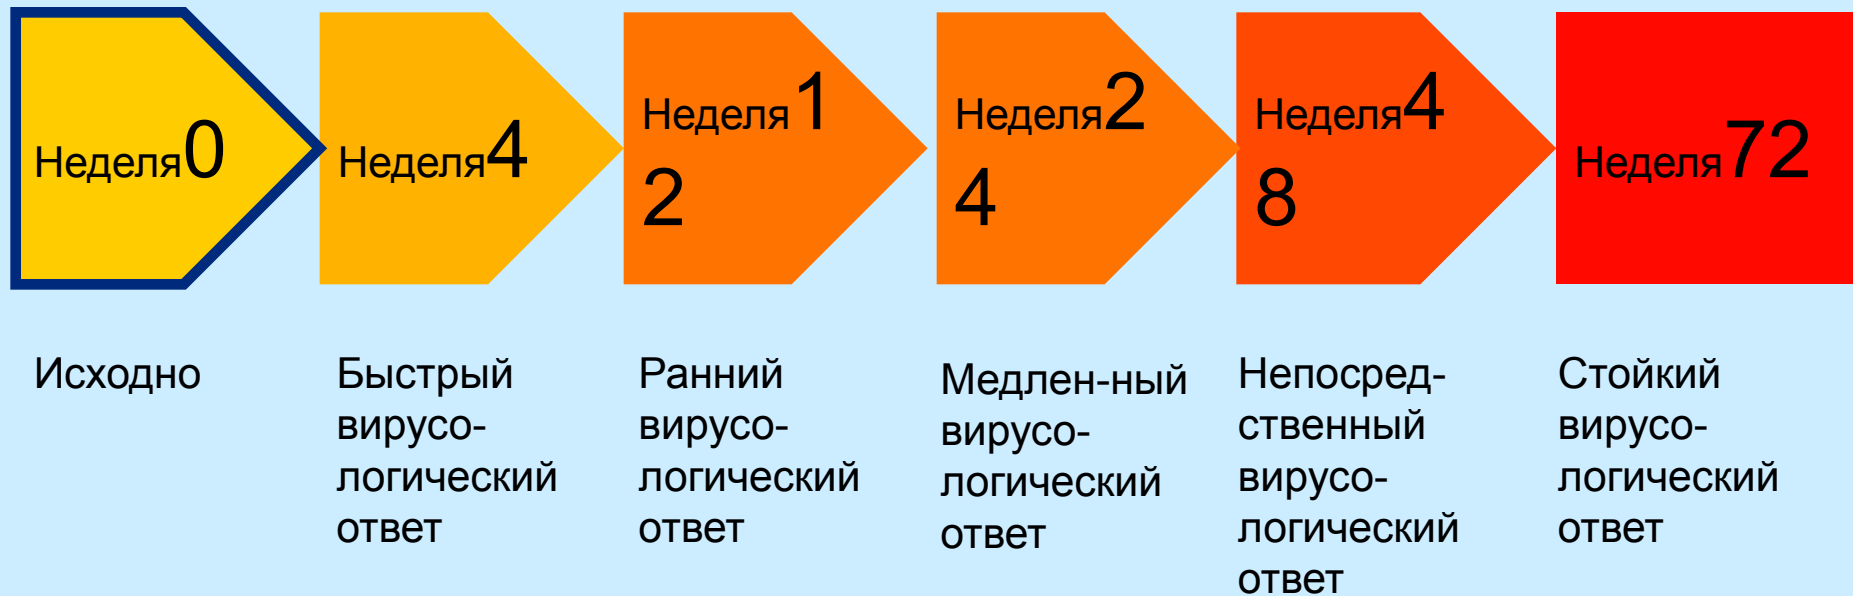 Неделя0
Неделя4
Неделя1
2
Неделя2
4
Неделя4
8
Неделя72
Исходно
Быстрый
вирусо-
логический
ответ
Ранний
вирусо-
логический
ответ
Медлен-ный
вирусо-
логический
ответ
Непосред-
ственный
вирусо-
логический
ответ
Стойкий
вирусо-
логический
ответ